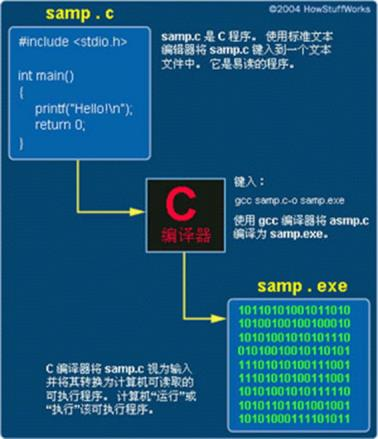 ©2004 HowStuffWorks
samp.c
#include <stdio.h>
int main()
{
printf("Hello!\n");
return 0;
}
samp.c 是 C 程序。 使用标准文本
编辑器将 samp.c 键入到一个文本
文件中。 它是易读的程序。
C
编译器
键入：
gcc samp.c-o samp.exe
使用 gcc 编译器将 asmp.c
编译为 samp.exe。
samp.exe
10110101001011010
10100100100100010
10101001010101110
01010010010110101
11101010100111001
11101010100111001
10101010010101110
10101101101001001
10101000111101011
C 编译器将 samp.c 视为输入
并将其转换为计算机可读取的
可执行程序。 计算机“运行”或
“执行”该可执行程序。